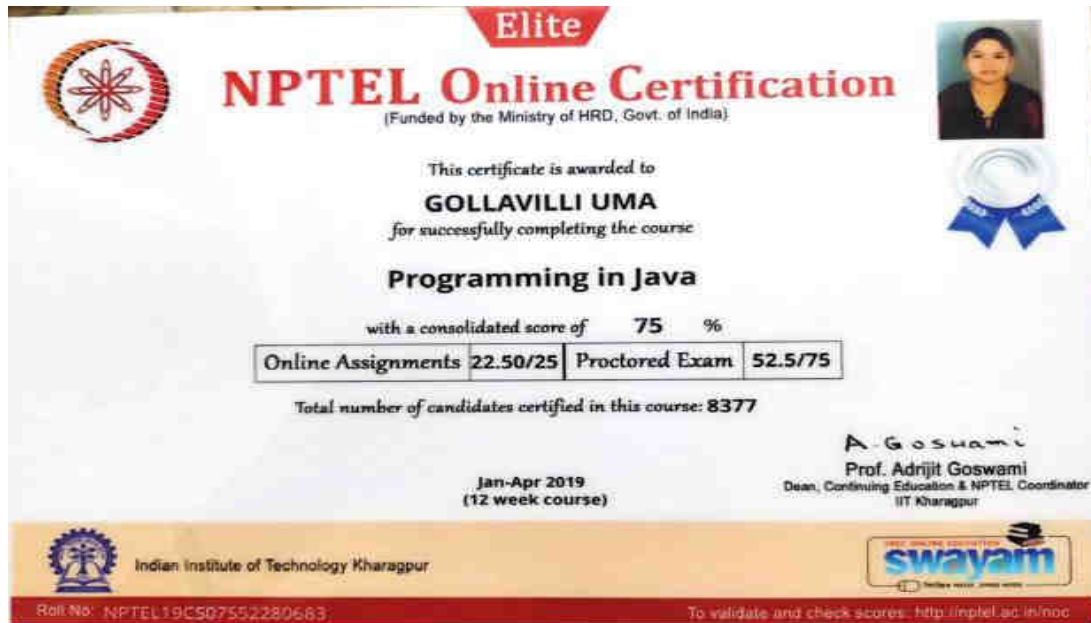 Elite
NPTEL Online Certification
(Funded by the Ministry of HRD, Govt. of India)
This certificate is awarded to
GOLLAVILLI UMA
for successfully completing the course
Programming in Java
with a consolidated score of 75 %
Online Assignments 22.50/25 Proctored Exam 52.5/75
Total number of candidates certified in this course: 8377
A. Goswami
Prof. Adrijit Goswami
Dean, Continuing Education & NPTEL Coordinator
IIT Kharagpur
Jan-Apr 2019
(12 week course)
Indian Institute of Technology Kharagpur
FREE ONLINE EDUCATION
swayam
Roll No: NPTEL19CS07S52280683
To validate and check scores: http://nptel.ac.in/noc